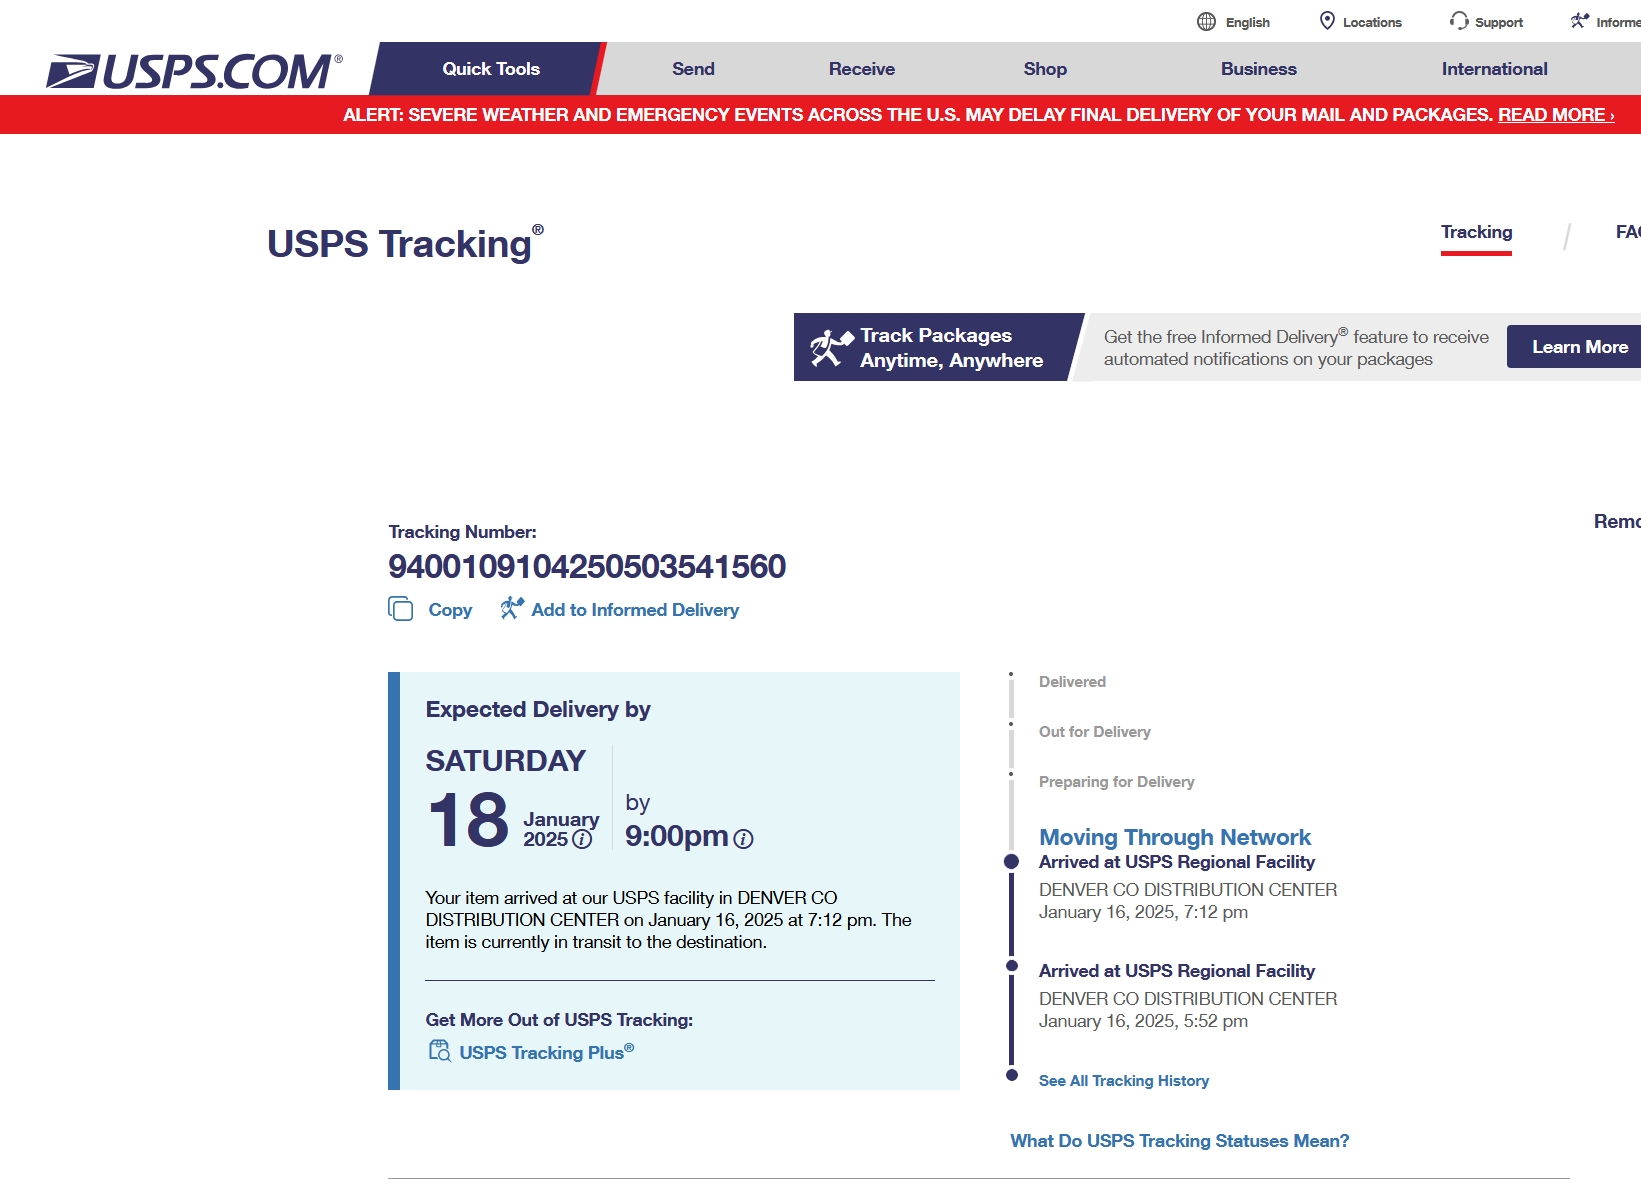 English
Locations
Support
Informe
USPS.COM®
Quick Tools
Send
Receive
Shop
Business
International
ALERT: SEVERE WEATHER AND EMERGENCY EVENTS ACROSS THE U.S. MAY DELAY FINAL DELIVERY OF YOUR MAIL AND PACKAGES. READ MORE ›
USPS Tracking®
Tracking
FAQ
Track Packages
Anytime, Anywhere
Get the free Informed Delivery® feature to receive
automated notifications on your packages
Learn More
Remo
Tracking Number:
9400109104250503541560
Copy
Add to Informed Delivery
Expected Delivery by
SATURDAY
18
January
2025
by
9:00pm
Your item arrived at our USPS facility in DENVER CO
DISTRIBUTION CENTER on January 16, 2025 at 7:12 pm. The
item is currently in transit to the destination.
Get More Out of USPS Tracking:
USPS Tracking Plus®
Delivered
Out for Delivery
Preparing for Delivery
Moving Through Network
Arrived at USPS Regional Facility
DENVER CO DISTRIBUTION CENTER
January 16, 2025, 7:12 pm
Arrived at USPS Regional Facility
DENVER CO DISTRIBUTION CENTER
January 16, 2025, 5:52 pm
See All Tracking History
What Do USPS Tracking Statuses Mean?